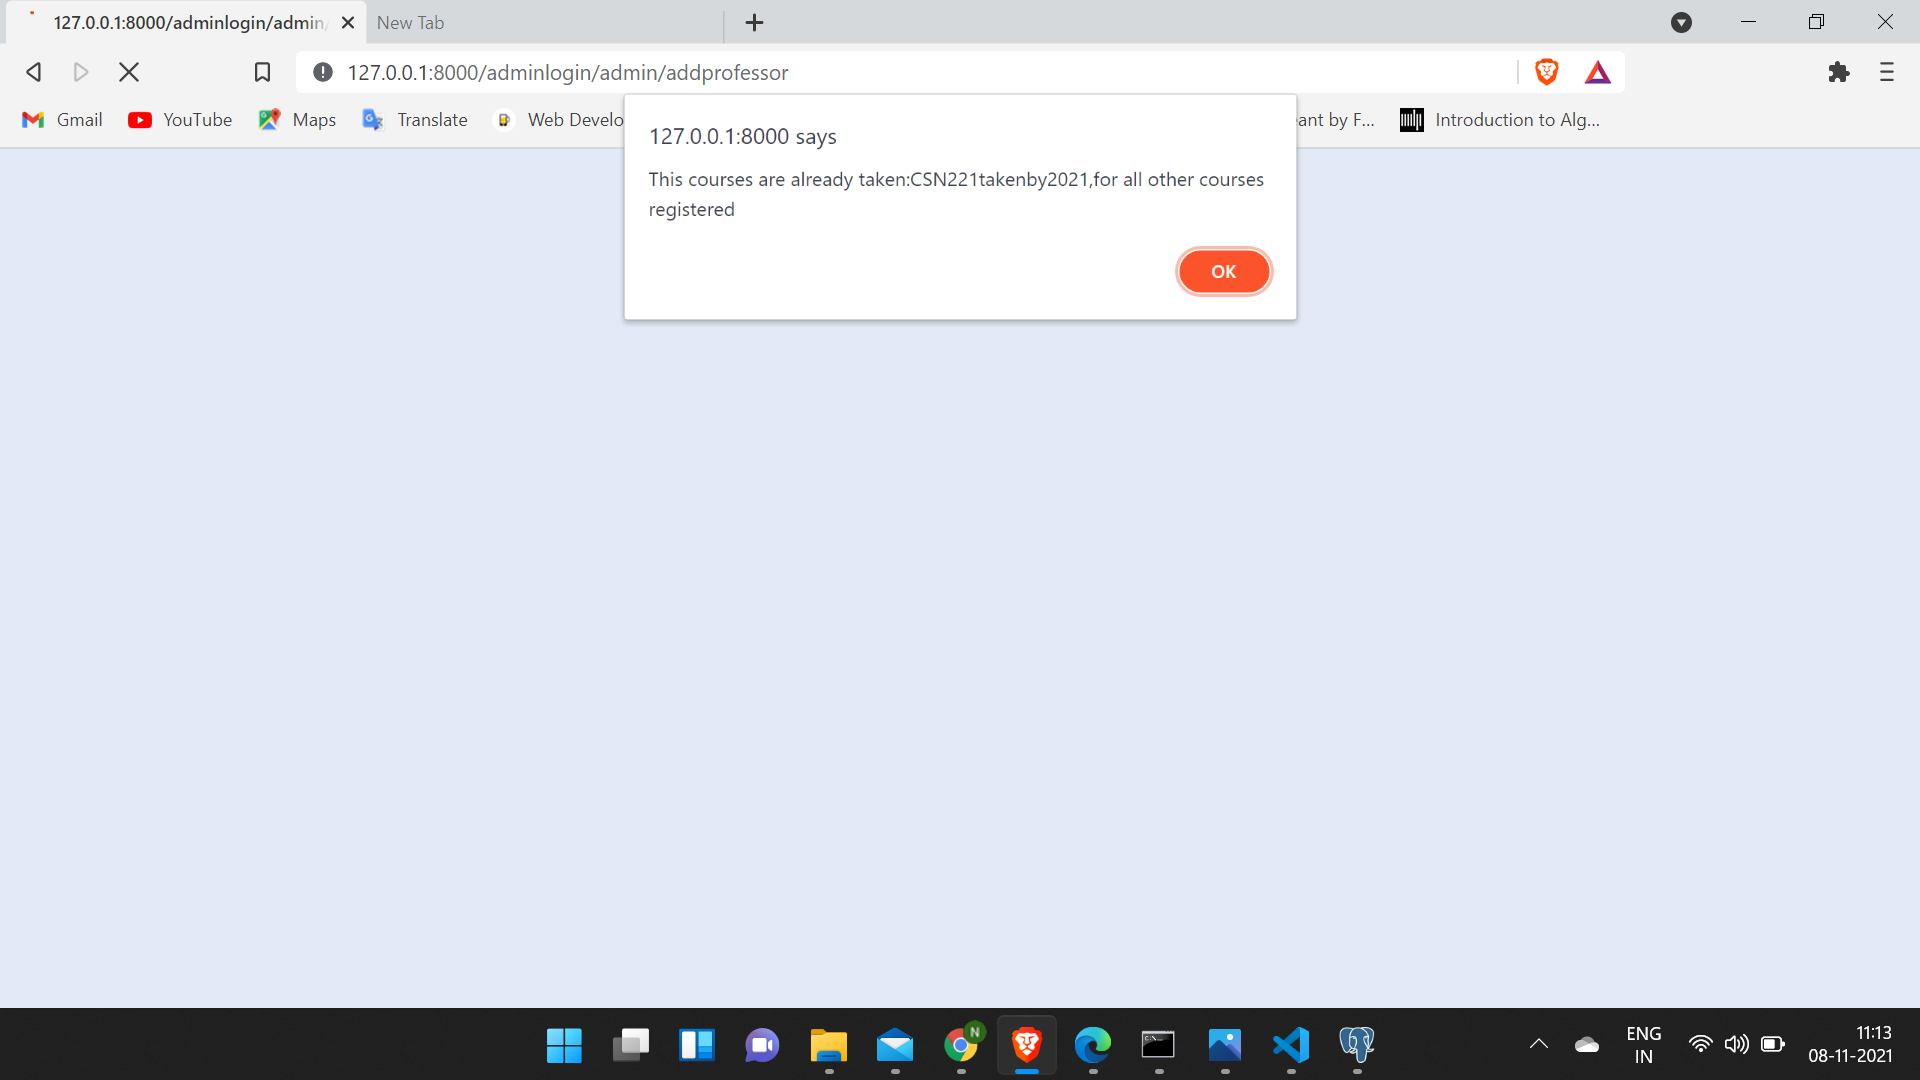 127.0.0.1:8000/adminlogin/admin/
New Tab
127.0.0.1:8000/adminlogin/admin/addprofessor
Gmail
YouTube
Maps
Translate
Web Develo
ant by F...
Introduction to Alg...
127.0.0.1:8000 says
This courses are already taken:CSN221takenby2021,for all other courses
registered
OK
N
ENG
IN
11:13
08-11-2021